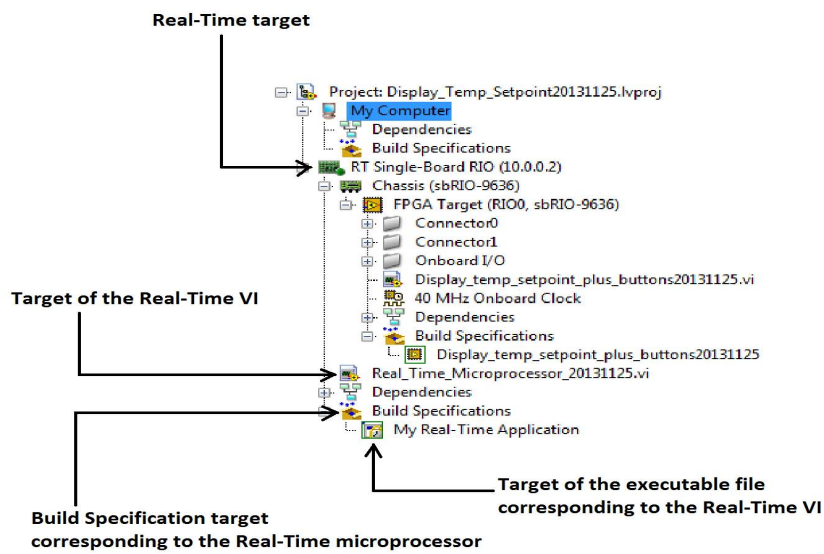 Real-Time target
Project: Display_Temp_Setpoint20131125.lvproj
My Computer
Dependencies
Build Specifications
RT Single-Board RIO (10.0.0.2)
Chassis (sbRIO-9636)
FPGA Target (RIO0, sbRIO-9636)
Connector0
Connector1
Onboard I/O
Display_temp_setpoint_plus_buttons20131125.vi
Target of the Real-Time VI
40 MHz Onboard Clock
Dependencies
Build Specifications
Display_temp_setpoint_plus_buttons20131125
Real_Time_Microprocessor_20131125.vi
Dependencies
Build Specifications
My Real-Time Application
Target of the executable file
corresponding to the Real-Time VI
Build Specification target
corresponding to the Real-Time microprocessor